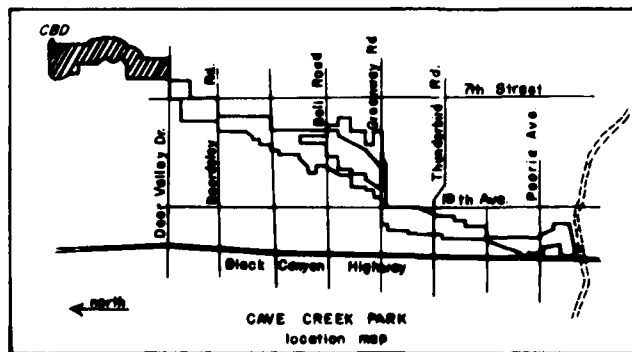 CBD
7th Street
Deer Valley Dr.
Beardsley Rd.
Bell Road
Greenway Rd
Thunderbird Rd.
Peoria Ave.
19th Ave.
Black Canyon Highway
north
CAVE CREEK PARK
location map